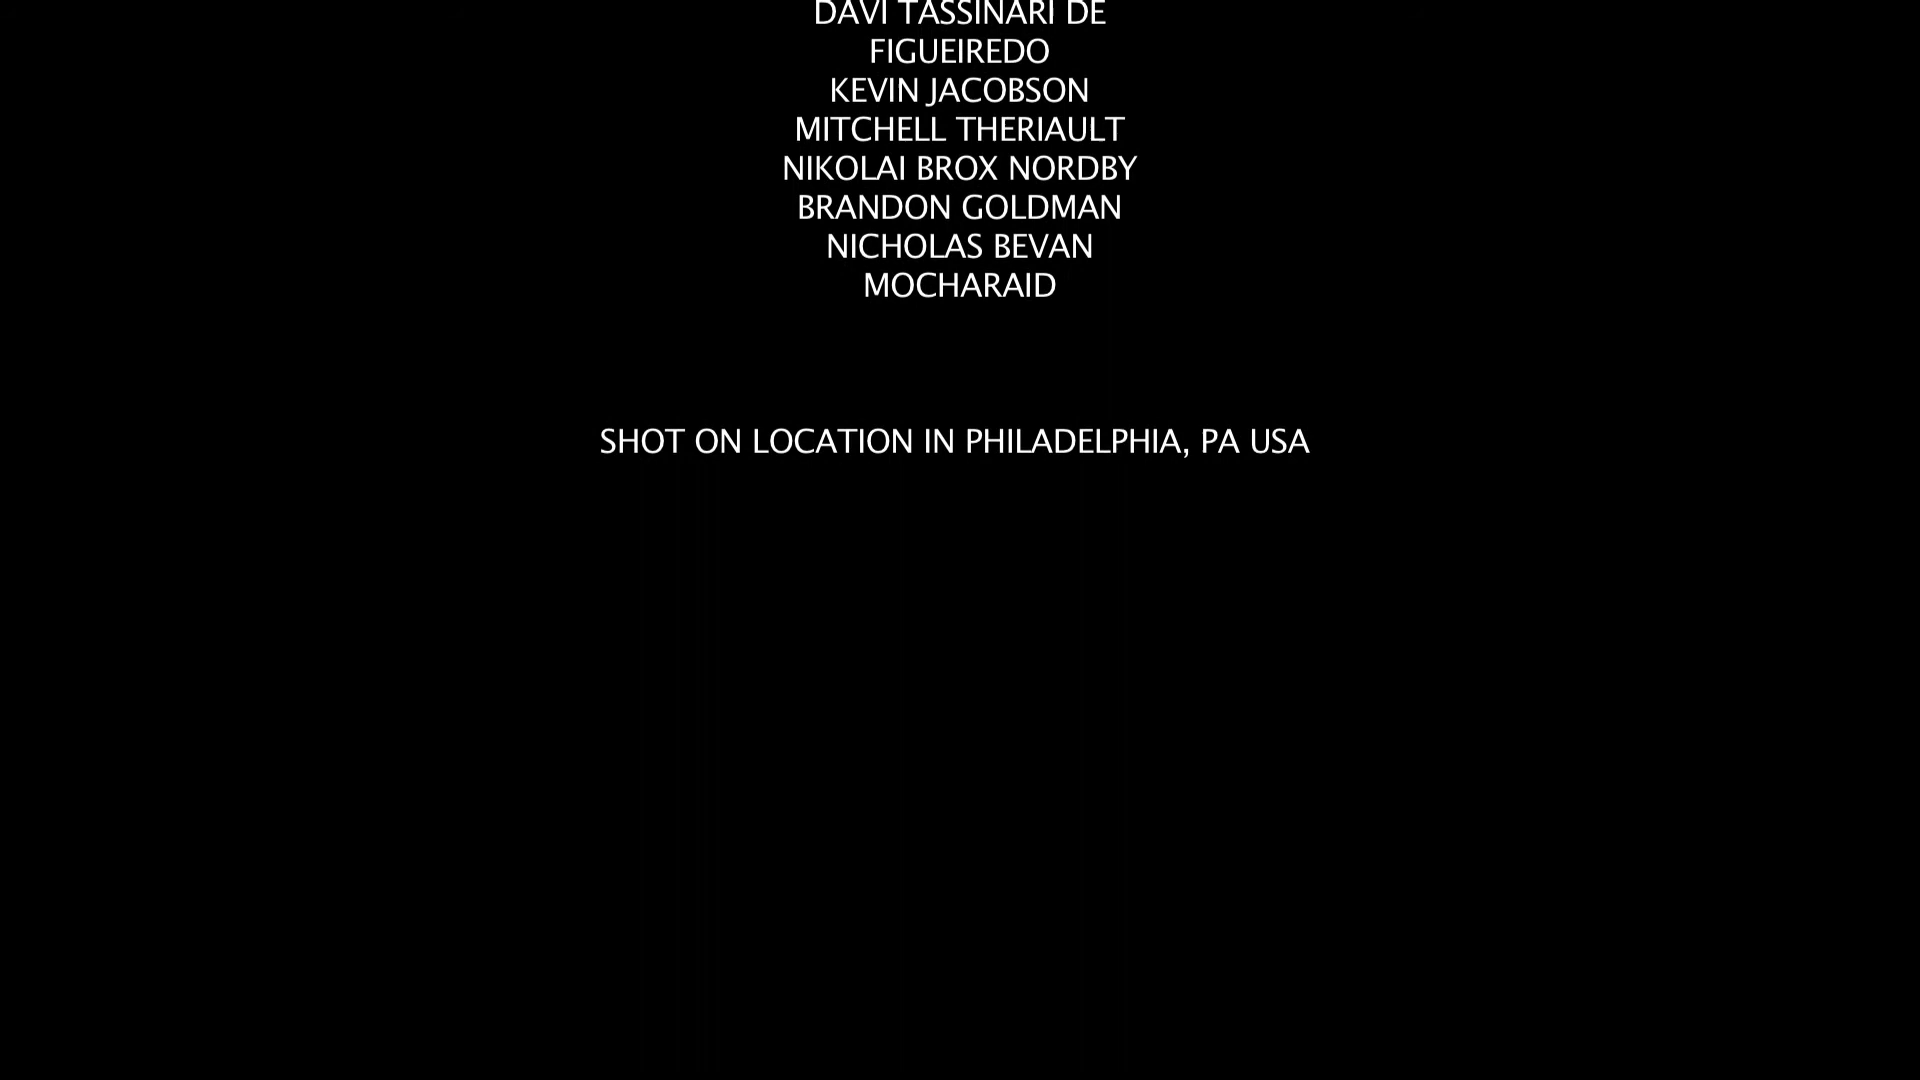 DAVI TASSINARI DE
FIGUEIREDO
KEVIN JACOBSON
MITCHELL THERIAULT
NIKOLAI BROX NORDBY
BRANDON GOLDMAN
NICHOLAS BEVAN
MOCHARAID
SHOT ON LOCATION IN PHILADELPHIA, PA USA